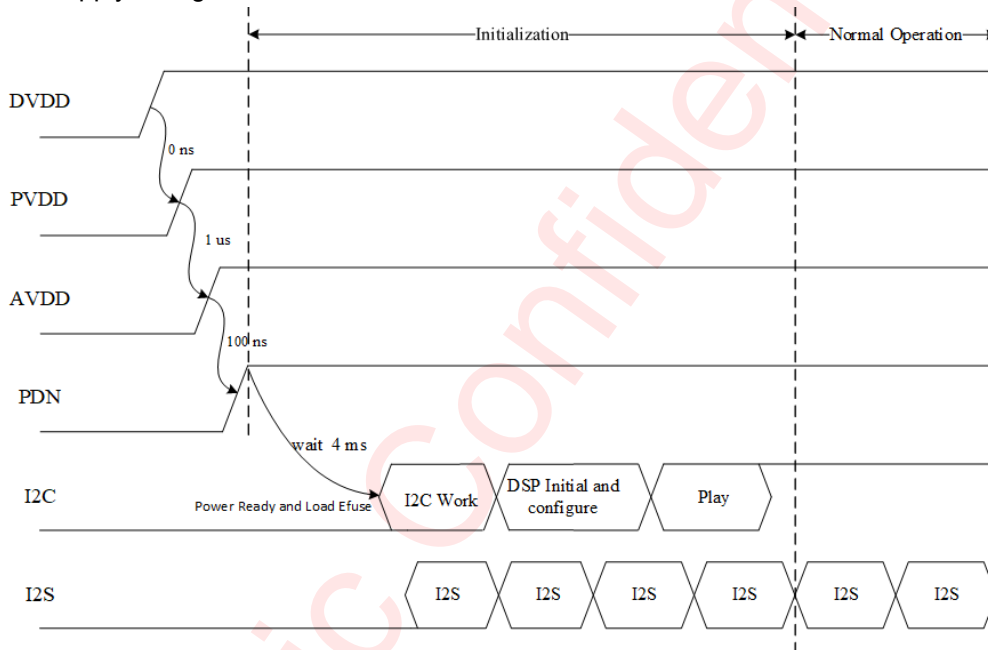 Initialization
Normal Operation
DVDD
0 ns
PVDD
1 us
AVDD
100 ns
PDN
wait 4 ms
I2C
Power Ready and Load Efuse
I2C Work
DSP Initial and
configure
Play
I2S
I2S
I2S
I2S
I2S
I2S
I2S
Confiden